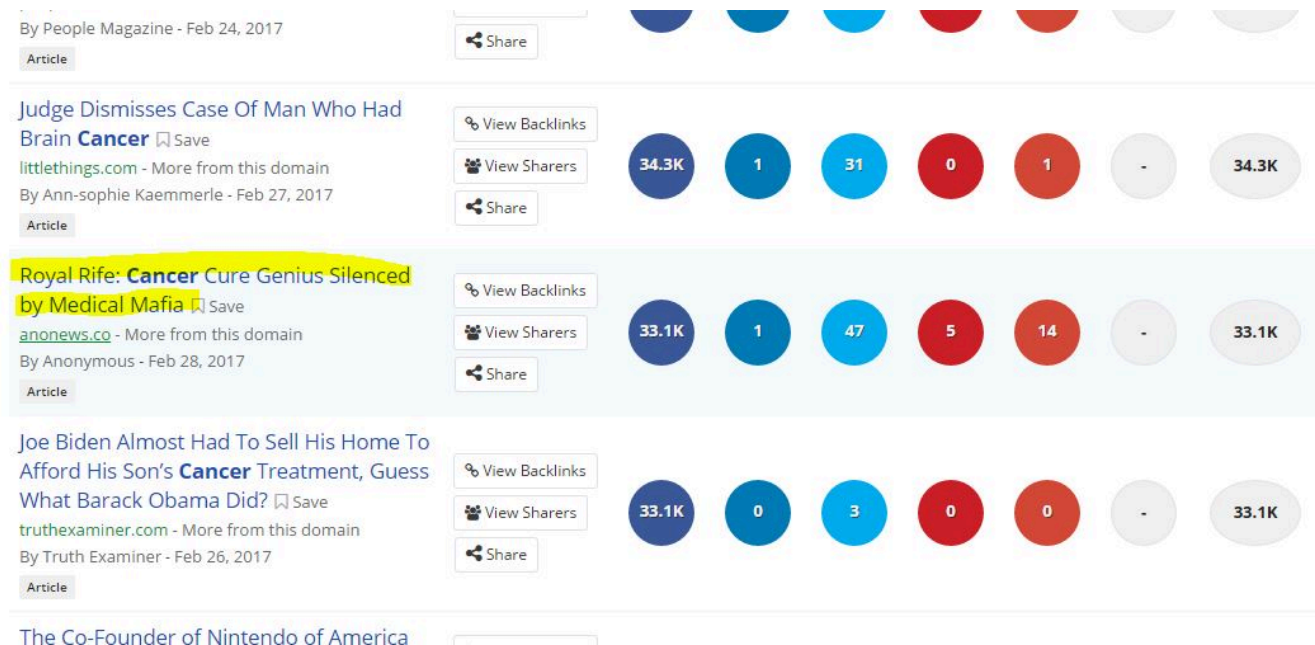 By People Magazine - Feb 24, 2017
Share
Article
Judge Dismisses Case Of Man Who Had
Brain Cancer Save
littlethings.com - More from this domain
By Ann-sophie Kaemmerle - Feb 27, 2017
Article
View Backlinks
View Sharers
Share
34.3K 1 31 0 1 - 34.3K
Royal Rife: Cancer Cure Genius Silenced
by Medical Mafia Save
anonews.co - More from this domain
By Anonymous - Feb 28, 2017
Article
View Backlinks
View Sharers
Share
33.1K 1 47 5 14 - 33.1K
Joe Biden Almost Had To Sell His Home To
Afford His Son's Cancer Treatment, Guess
What Barack Obama Did? Save
truthexaminer.com - More from this domain
By Truth Examiner - Feb 26, 2017
Article
View Backlinks
View Sharers
Share
33.1K 0 3 0 0 - 33.1K
The Co-Founder of Nintendo of America